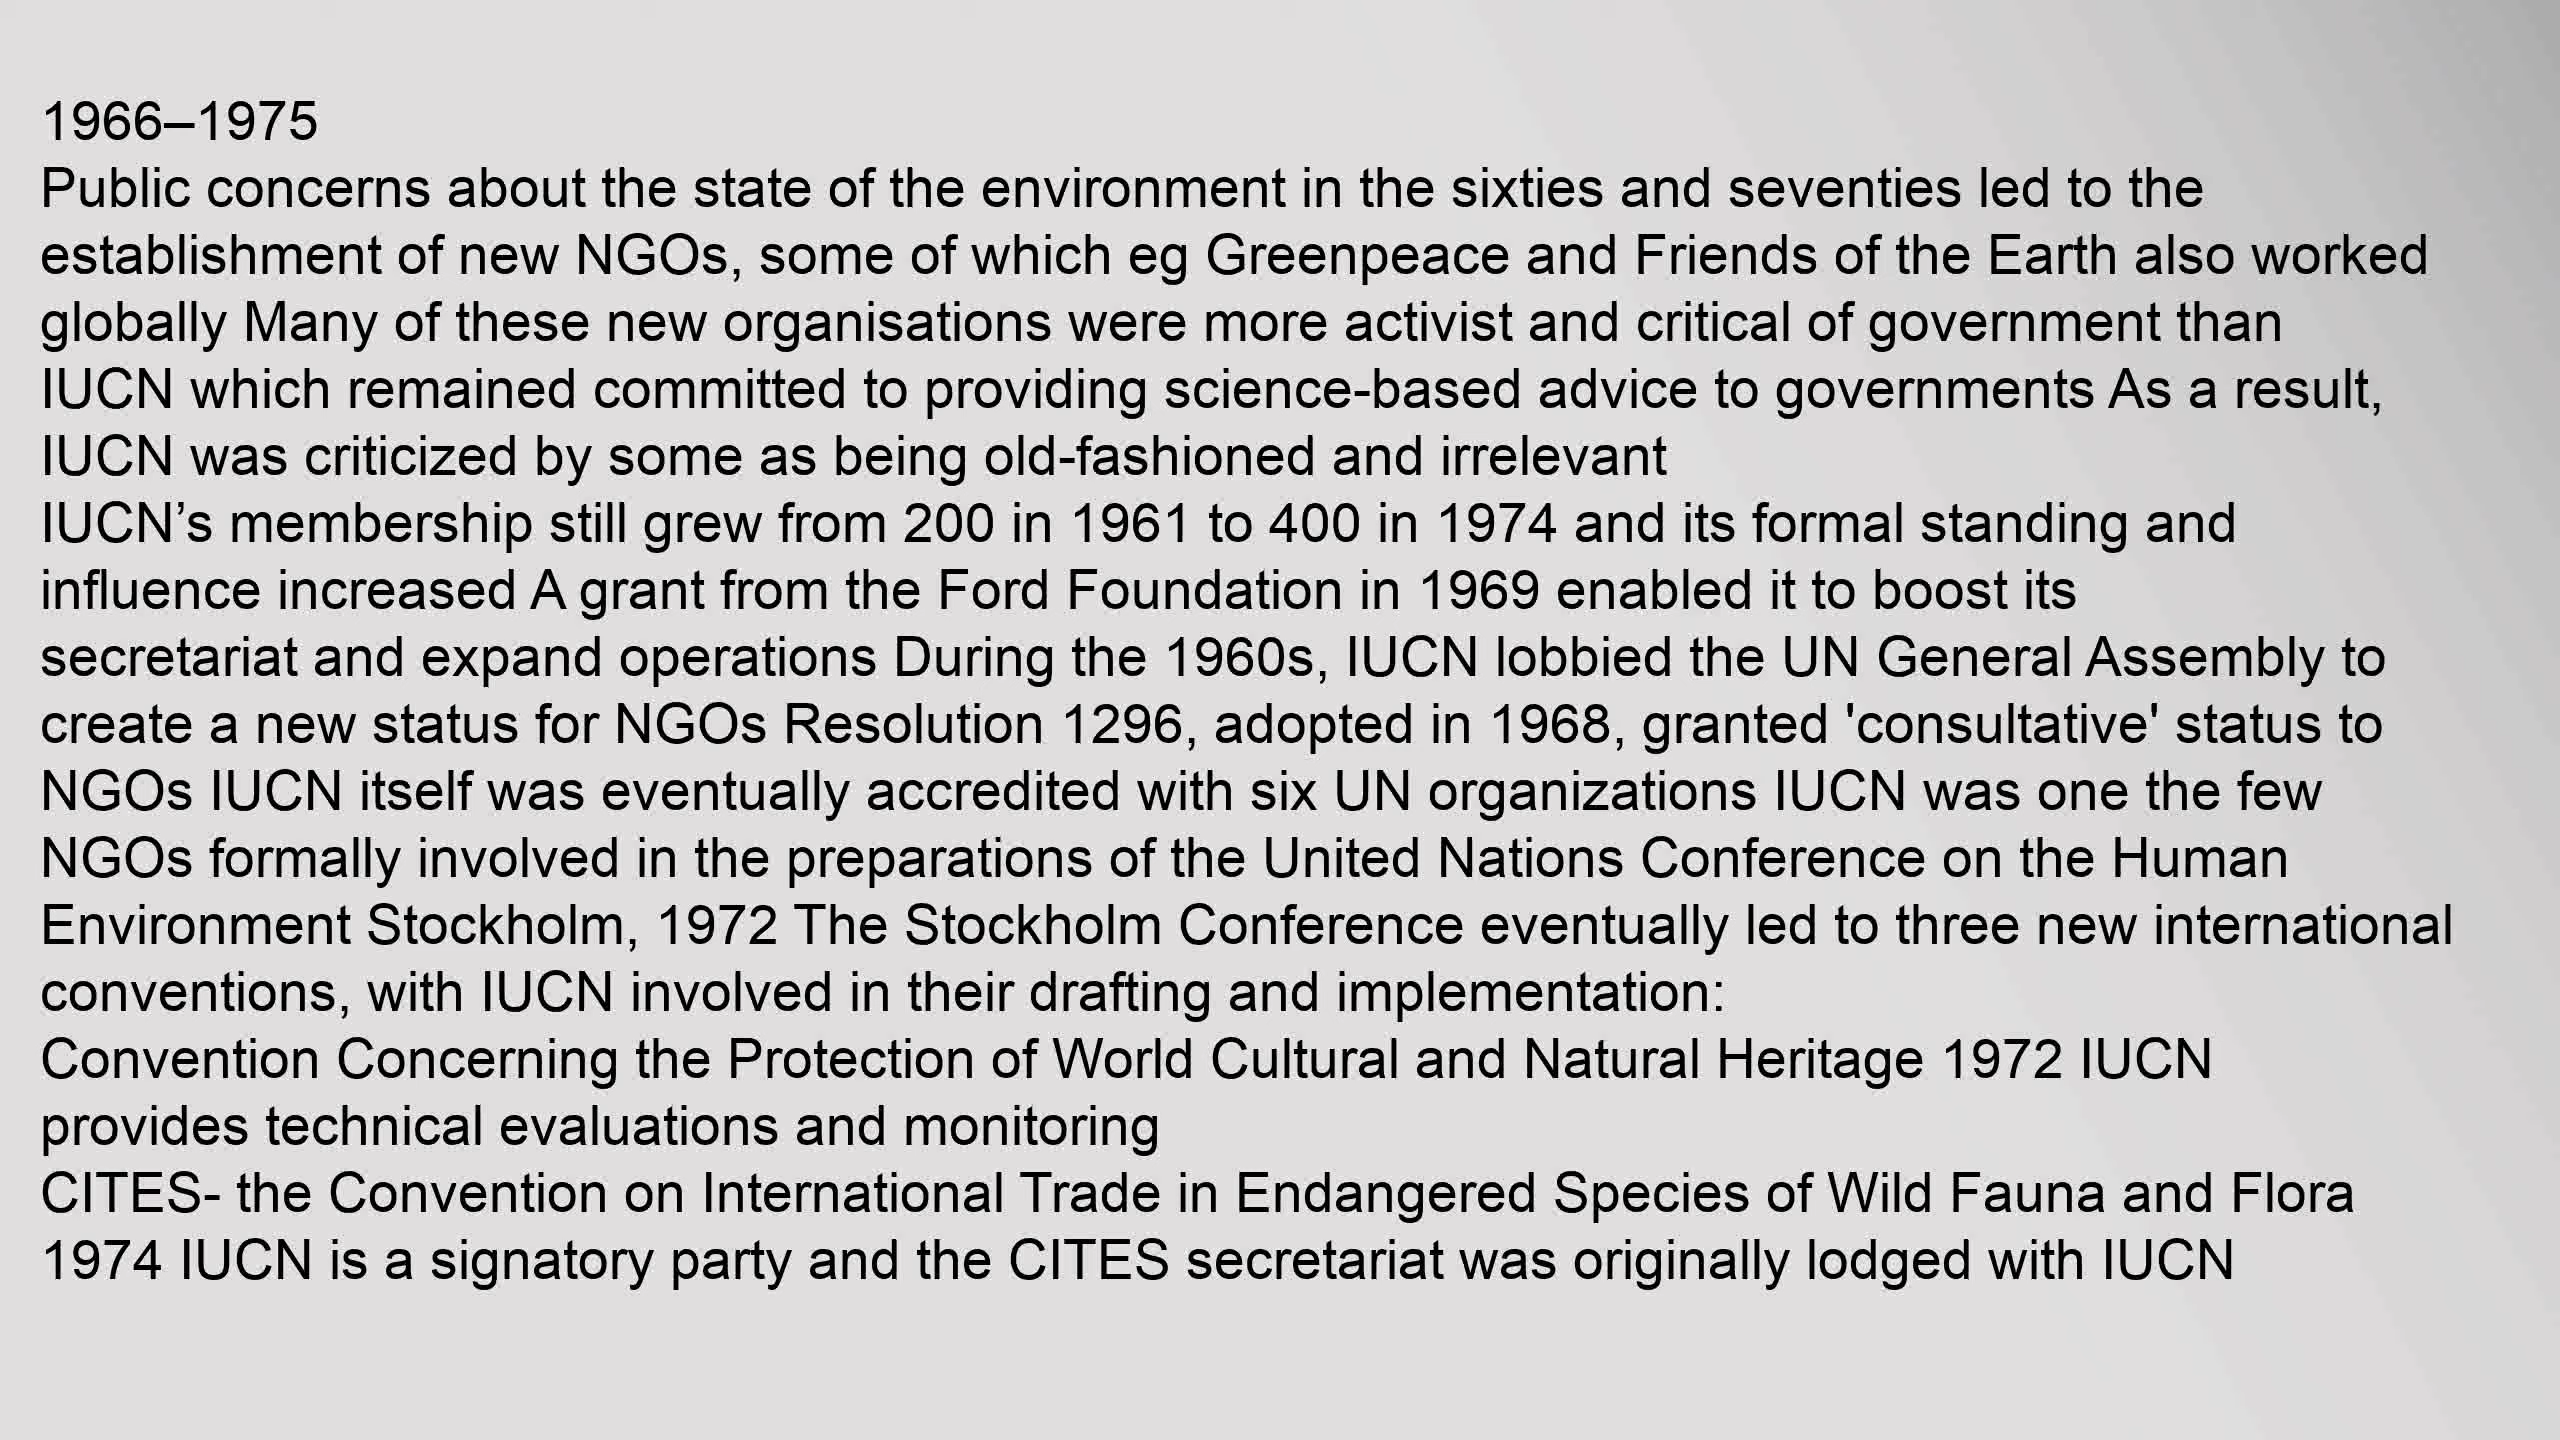 1966–1975
Public concerns about the state of the environment in the sixties and seventies led to the
establishment of new NGOs, some of which eg Greenpeace and Friends of the Earth also worked
globally Many of these new organisations were more activist and critical of government than
IUCN which remained committed to providing science-based advice to governments As a result,
IUCN was criticized by some as being old-fashioned and irrelevant
IUCN’s membership still grew from 200 in 1961 to 400 in 1974 and its formal standing and
influence increased A grant from the Ford Foundation in 1969 enabled it to boost its
secretariat and expand operations During the 1960s, IUCN lobbied the UN General Assembly to
create a new status for NGOs Resolution 1296, adopted in 1968, granted 'consultative' status to
NGOs IUCN itself was eventually accredited with six UN organizations IUCN was one the few
NGOs formally involved in the preparations of the United Nations Conference on the Human
Environment Stockholm, 1972 The Stockholm Conference eventually led to three new international
conventions, with IUCN involved in their drafting and implementation:
Convention Concerning the Protection of World Cultural and Natural Heritage 1972 IUCN
provides technical evaluations and monitoring
CITES- the Convention on International Trade in Endangered Species of Wild Fauna and Flora
1974 IUCN is a signatory party and the CITES secretariat was originally lodged with IUCN